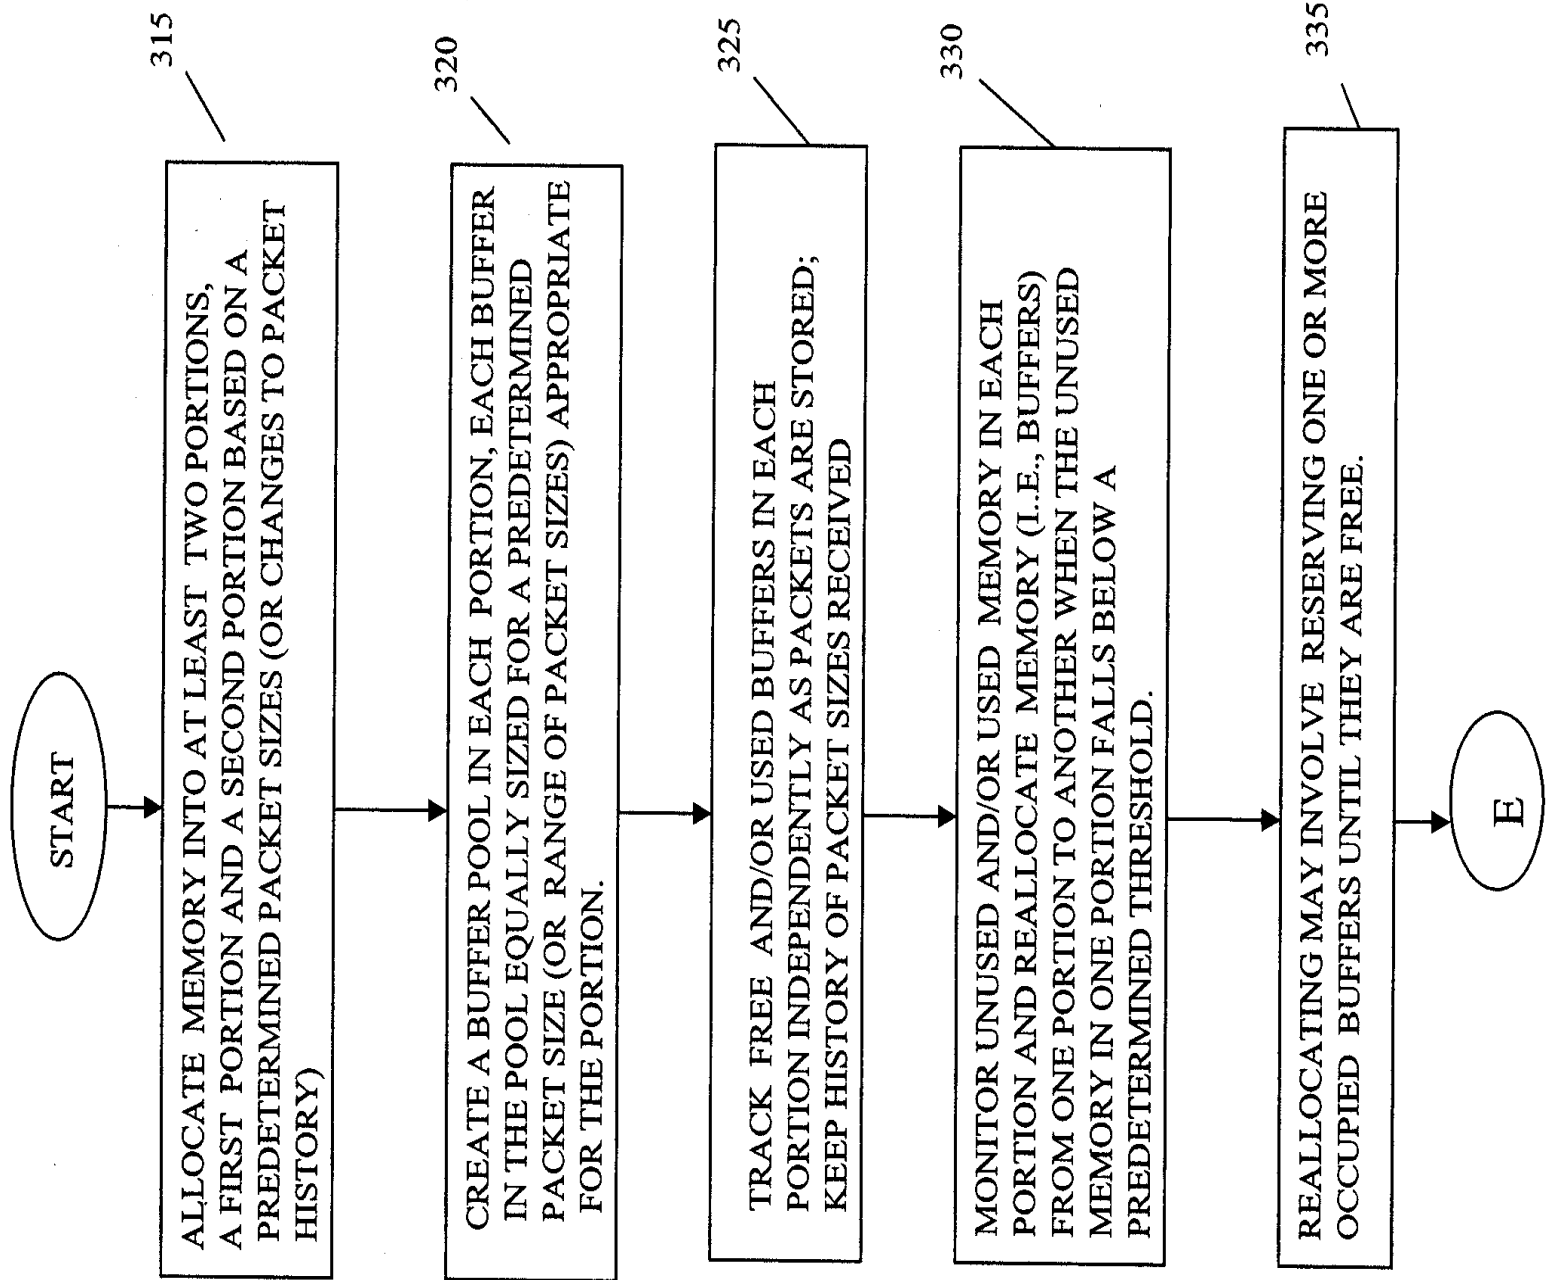 START
315
ALLOCATE MEMORY INTO AT LEAST TWO PORTIONS,
A FIRST PORTION AND A SECOND PORTION BASED ON A
PREDETERMINED PACKET SIZES (OR CHANGES TO PACKET
HISTORY)
320
CREATE A BUFFER POOL IN EACH PORTION, EACH BUFFER
IN THE POOL EQUALLY SIZED FOR A PREDETERMINED
PACKET SIZE (OR RANGE OF PACKET SIZES) APPROPRIATE
FOR THE PORTION.
325
TRACK FREE AND/OR USED BUFFERS IN EACH
PORTION INDEPENDENTLY AS PACKETS ARE STORED;
KEEP HISTORY OF PACKET SIZES RECEIVED
330
MONITOR UNUSED AND/OR USED MEMORY IN EACH
PORTION AND REALLOCATE MEMORY (I.E., BUFFERS)
FROM ONE PORTION TO ANOTHER WHEN THE UNUSED
MEMORY IN ONE PORTION FALLS BELOW A
PREDETERMINED THRESHOLD.
335
REALLOCATING MAY INVOLVE RESERVING ONE OR MORE
OCCUPIED BUFFERS UNTIL THEY ARE FREE.
E